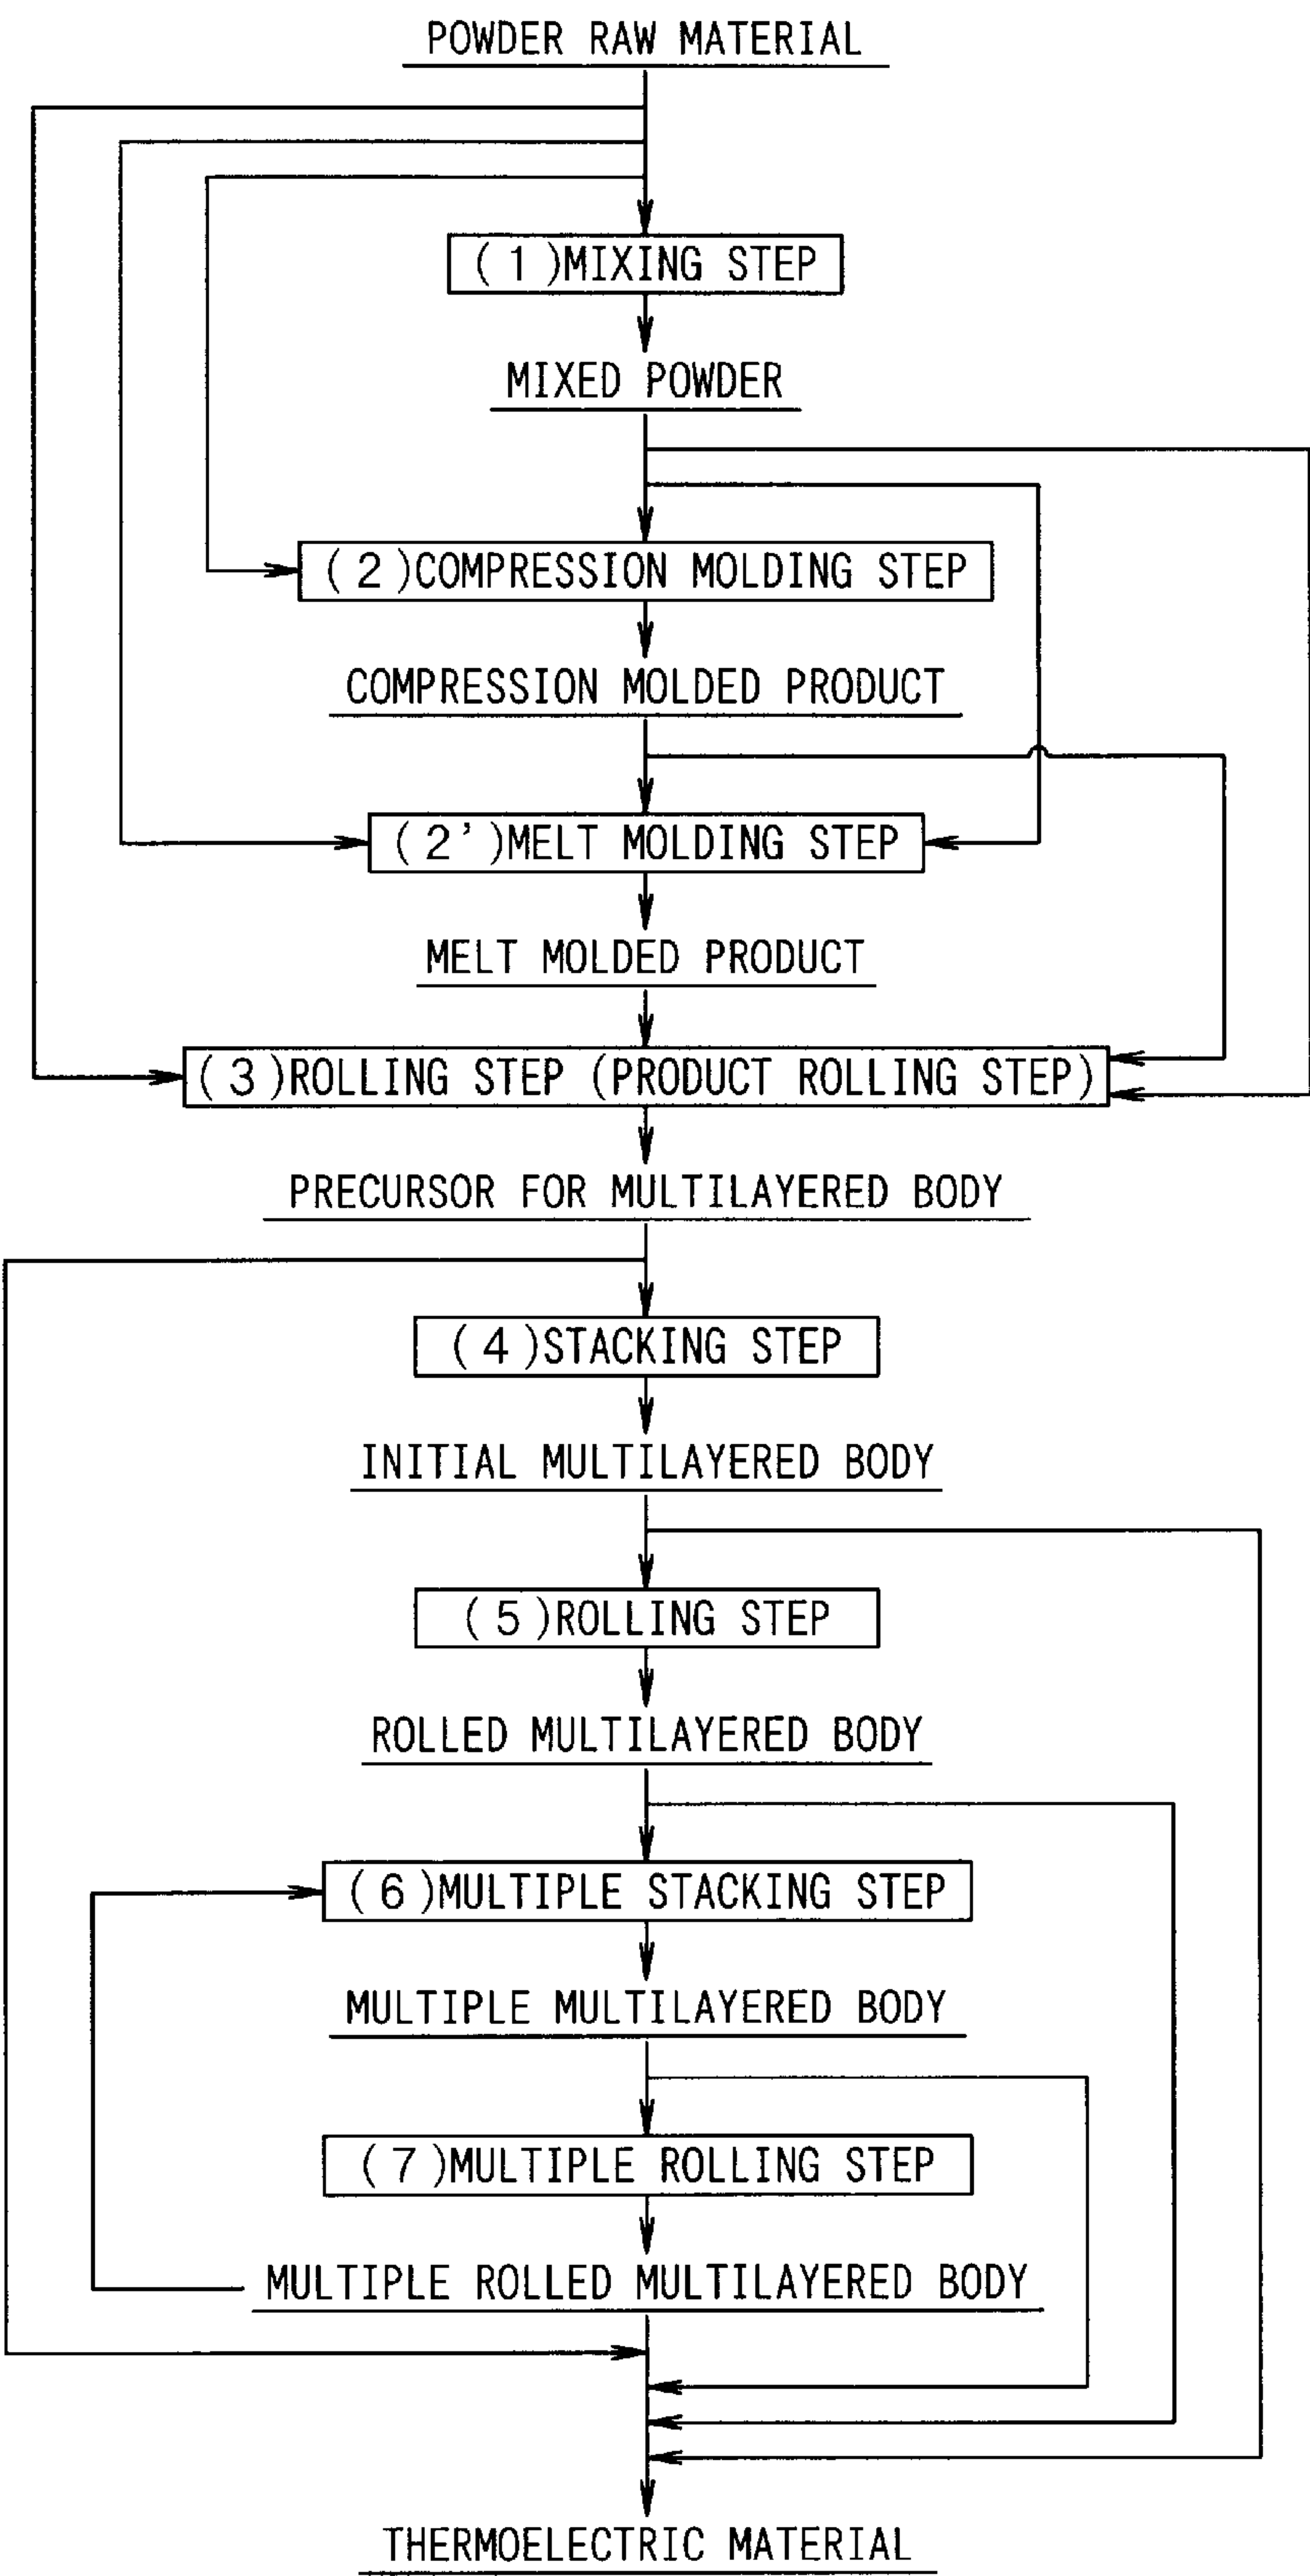 POWDER RAW MATERIAL
(1)MIXING STEP
MIXED POWDER
(2)COMPRESSION MOLDING STEP
COMPRESSION MOLDED PRODUCT
(2')MELT MOLDING STEP
MELT MOLDED PRODUCT
(3)ROLLING STEP (PRODUCT ROLLING STEP)
PRECURSOR FOR MULTILAYERED BODY
(4)STACKING STEP
INITIAL MULTILAYERED BODY
(5)ROLLING STEP
ROLLED MULTILAYERED BODY
(6)MULTIPLE STACKING STEP
MULTIPLE MULTILAYERED BODY
(7)MULTIPLE ROLLING STEP
MULTIPLE ROLLED MULTILAYERED BODY
THERMOELECTRIC MATERIAL